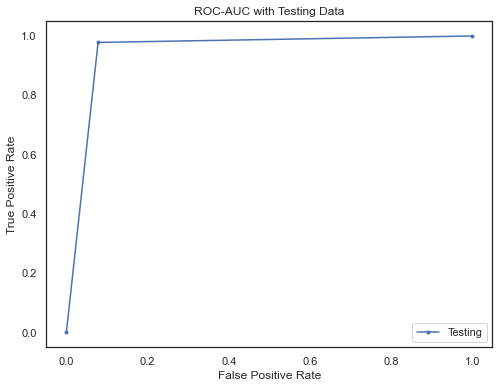 ROC-AUC with Testing Data
True Positive Rate
1.0
0.8
0.6
0.4
0.2
0.0
0.0 0.2 0.4 0.6 0.8 1.0
False Positive Rate
Testing